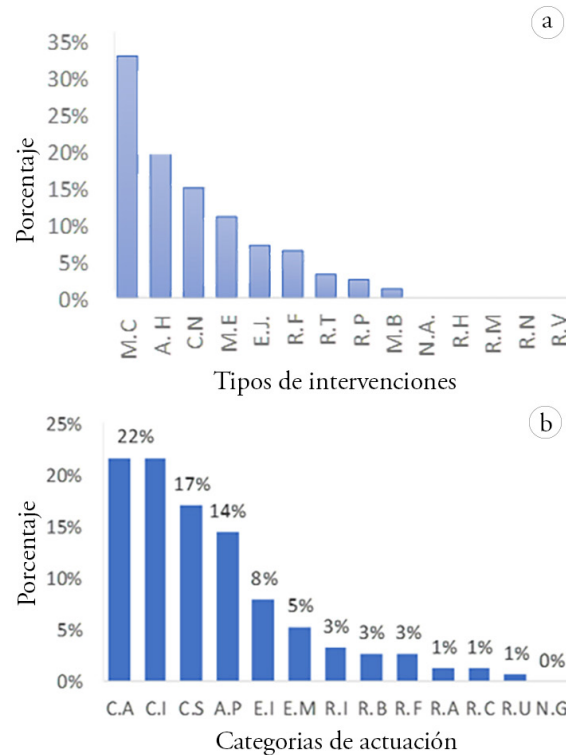 a
35%
30%
25%
20%
15%
10%
5%
0%
Porcentaje
M.C A. H C.N M.E E.J. R.F R.T R.P M.B N.A. R.H R.M R.N R.V
Tipos de intervenciones
b
25%
20%
15%
10%
5%
0%
Porcentaje
22% 17% 14% 8% 5% 3% 3% 3% 1% 1% 1% 0%
C.A C.I C.S A.P E.I E.M R.I R.B R.F R.A R.C R.U N.G
Categorias de actuación